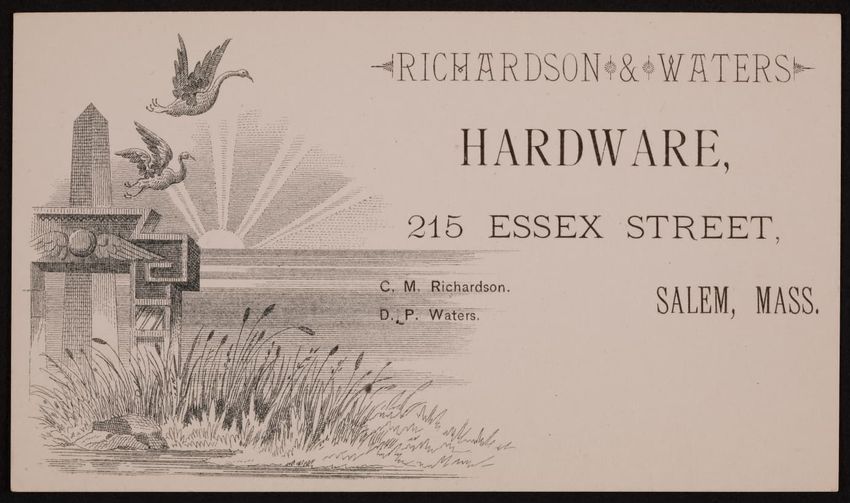 RICHARDSON & WATERS
HARDWARE,
215 ESSEX STREET,
C. M. Richardson.
D. P. Waters.
SALEM, MASS.